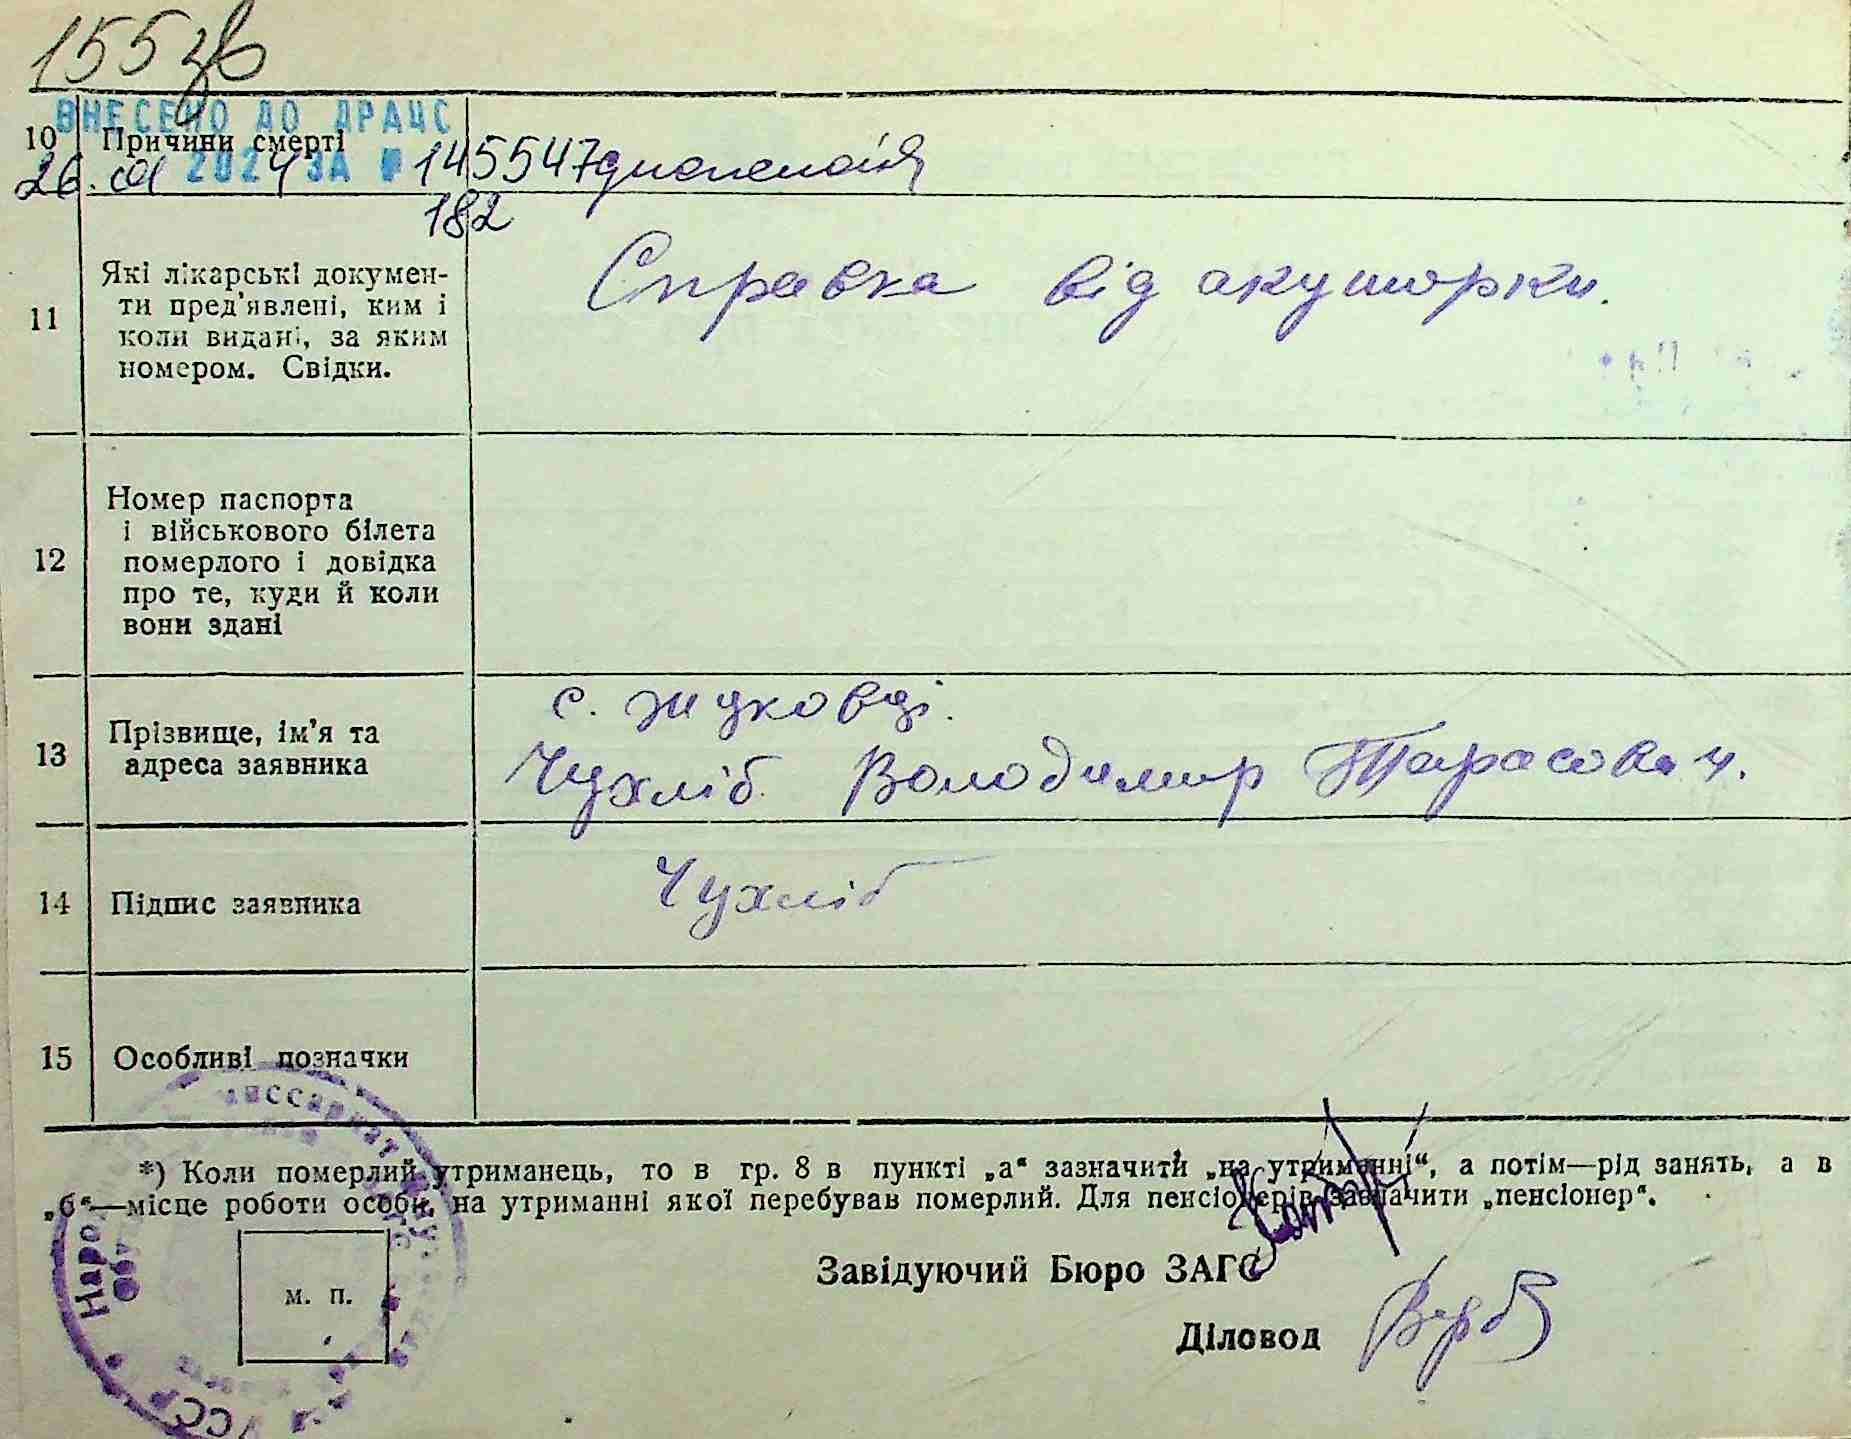 155зв
ВНЕСЕНО ДО ДРАЦС
10 Причини смерті диспепсія
26. 01 2024 ЗА № 145547
182
11 Які лікарські докумен-
ти пред'явлені, ким і
коли видані, за яким
номером. Свідки.
Справка від акушорки.
12 Номер паспорта
і військового білета
померлого і довідка
про те, куди й коли
вони здані
13 Прізвище, ім'я та
адреса заявника
с. Жуковці.
Чухліб Володимир Тарасович.
14 Підпис заявника Чухліб
15 Особливі позначки
*) Коли померлий утриманець, то в гр. 8 в пункті „а“ зазначити „на утриманні“, а потім—рід занять, а в
„б“—місце роботи особи, на утриманні якої перебував померлий. Для пенсіонерів зазначити „пенсіонер“.
Завідуючий Бюро ЗАГС
м. п.
Діловод